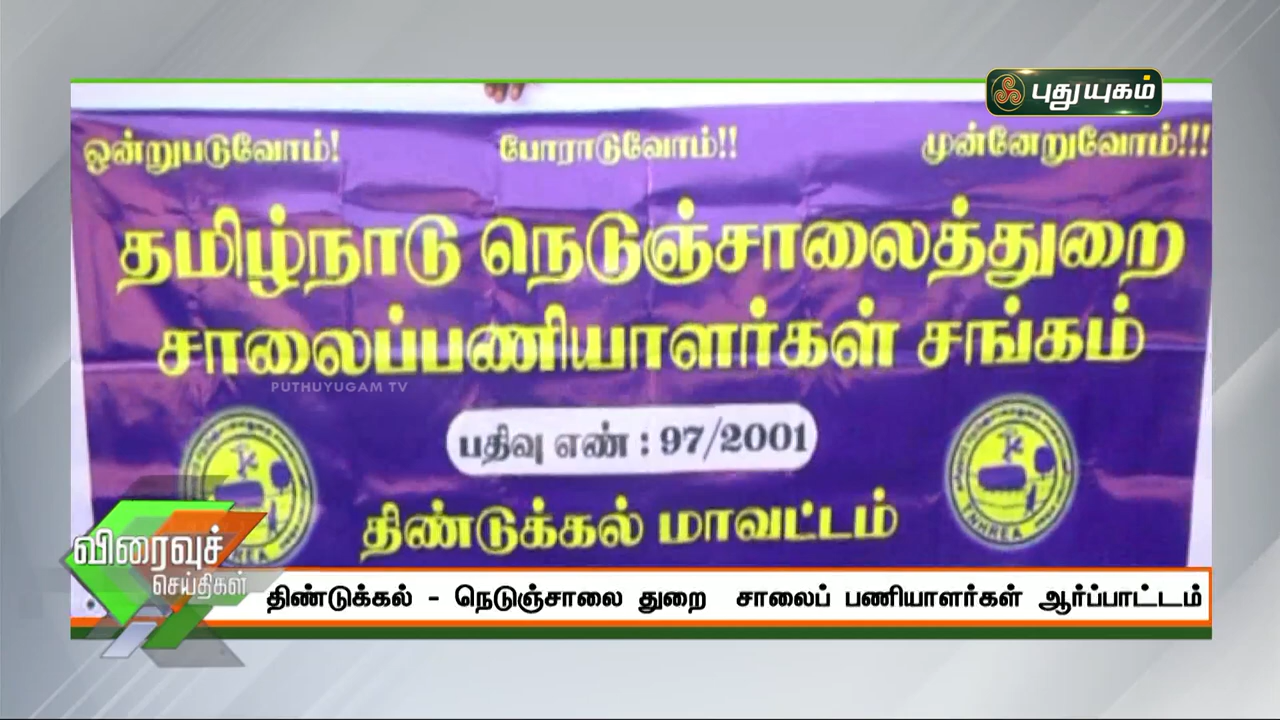 புதுயுகம்
ஒன்றுபடுவோம்! போராடுவோம்!! முன்னேறுவோம்!!!
தமிழ்நாடு நெடுஞ்சாலைத்துறை
சாலைப்பணியாளர்கள் சங்கம்
PUTHUYUGAM TV
பதிவு எண் : 97/2001
திண்டுக்கல் மாவட்டம்
விரைவுச்
செய்திகள்
திண்டுக்கல் - நெடுஞ்சாலை துறை சாலைப் பணியாளர்கள் ஆர்ப்பாட்டம்